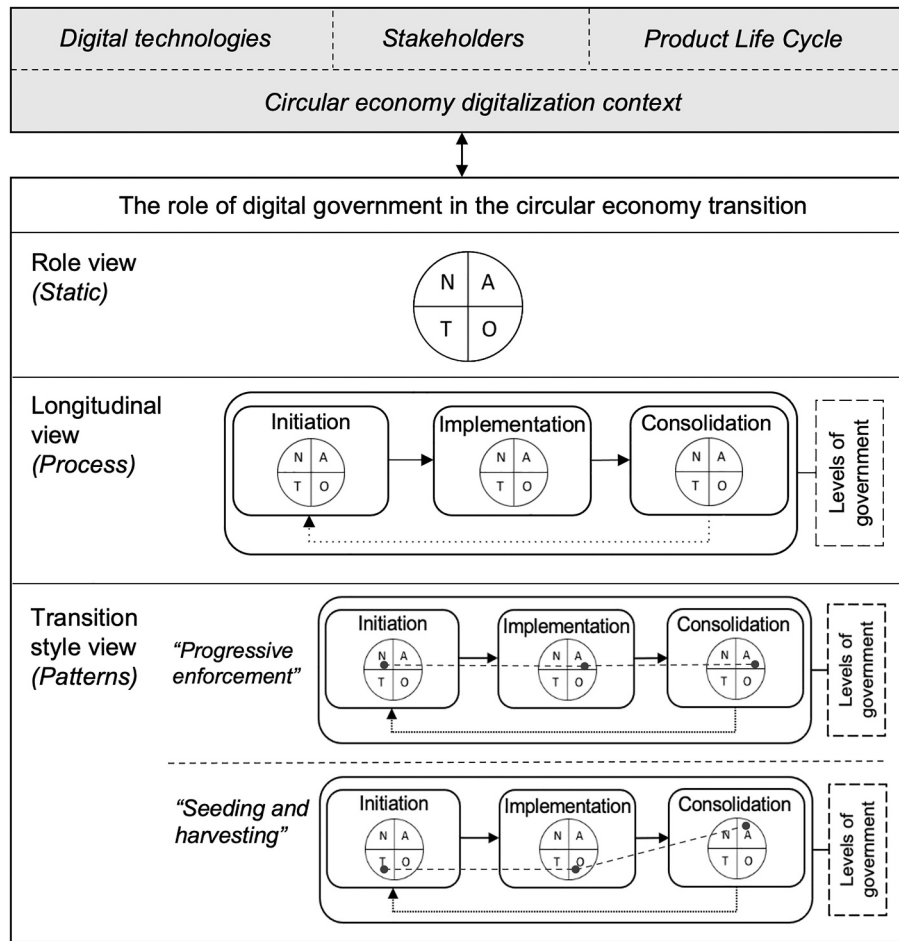 Digital technologies
Stakeholders
Product Life Cycle
Circular economy digitalization context
The role of digital government in the circular economy transition
Role view
(Static)
N A
T O
Longitudinal
view
(Process)
Initiation
N A
T O
Implementation
N A
T O
Consolidation
N A
T O
Levels of
government
Transition
style view
(Patterns)
“Progressive
enforcement”
Initiation
N A
T O
Implementation
N A
T O
Consolidation
N A
T O
Levels of
government
“Seeding and
harvesting”
Initiation
N A
T O
Implementation
N A
T O
Consolidation
N A
T O
Levels of
government